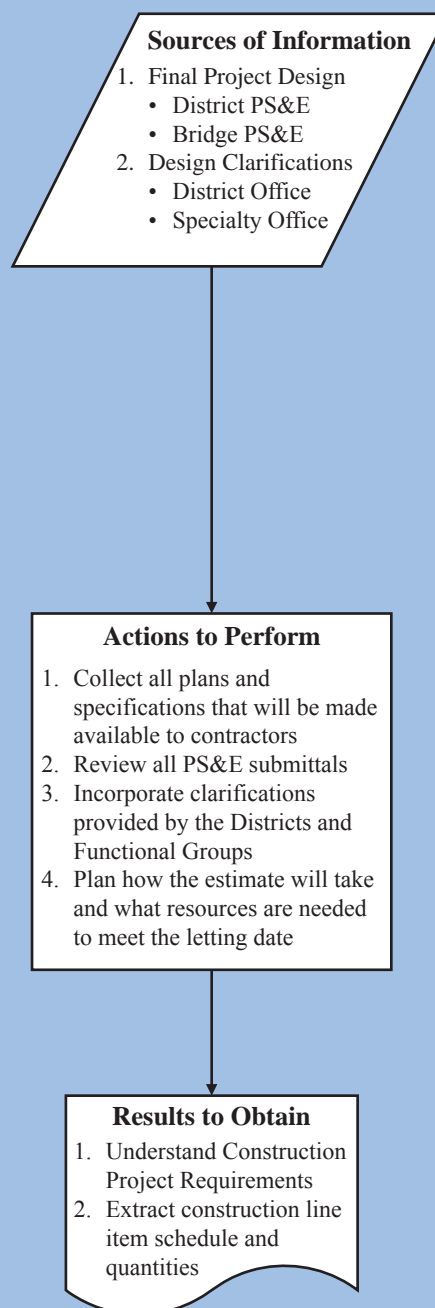 Sources of Information
1. Final Project Design
• District PS&E
• Bridge PS&E
2. Design Clarifications
• District Office
• Specialty Office
Actions to Perform
1. Collect all plans and
specifications that will be made
available to contractors
2. Review all PS&E submittals
3. Incorporate clarifications
provided by the Districts and
Functional Groups
4. Plan how the estimate will take
and what resources are needed
to meet the letting date
Results to Obtain
1. Understand Construction
Project Requirements
2. Extract construction line
item schedule and
quantities